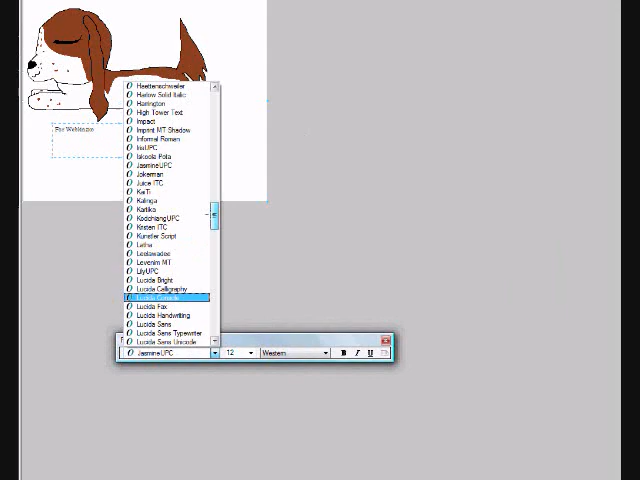 Haettenschweiler
Harlow Solid Italic
Harrington
High Tower Text
Impact
Imprint MT Shadow
Informal Roman
IrisUPC
Iskoola Pota
JasmineUPC
Jokerman
Juice ITC
KaiTi
Kalinga
Kartika
KodchiangUPC
Kristen ITC
Kunstler Script
Latha
Leelawadee
Levenim MT
LilyUPC
Lucida Bright
Lucida Calligraphy
Lucida Console
Lucida Fax
Lucida Handwriting
Lucida Sans
Lucida Sans Typewriter
Lucida Sans Unicode
JasmineUPC 12 Western B I U